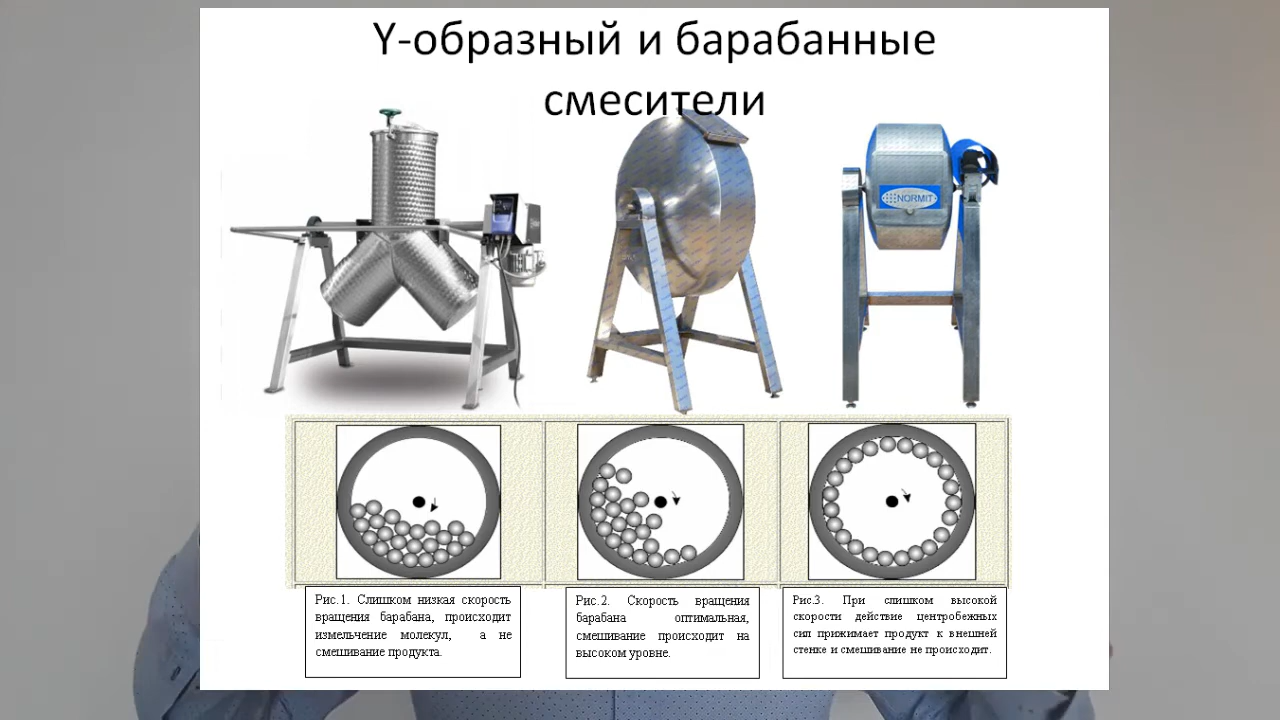 Y-образный и барабанные
смесители
NORMIT
Рис.1. Слишком низкая скорость
вращения барабана, происходит
измельчение молекул, а не
смешивание продукта.
Рис.2. Скорость вращения
барабана оптимальная,
смешивание происходит на
высоком уровне.
Рис.3. При слишком высокой
скорости действие центробежных
сил прижимает продукт к внешней
стенке и смешивание не происходит.